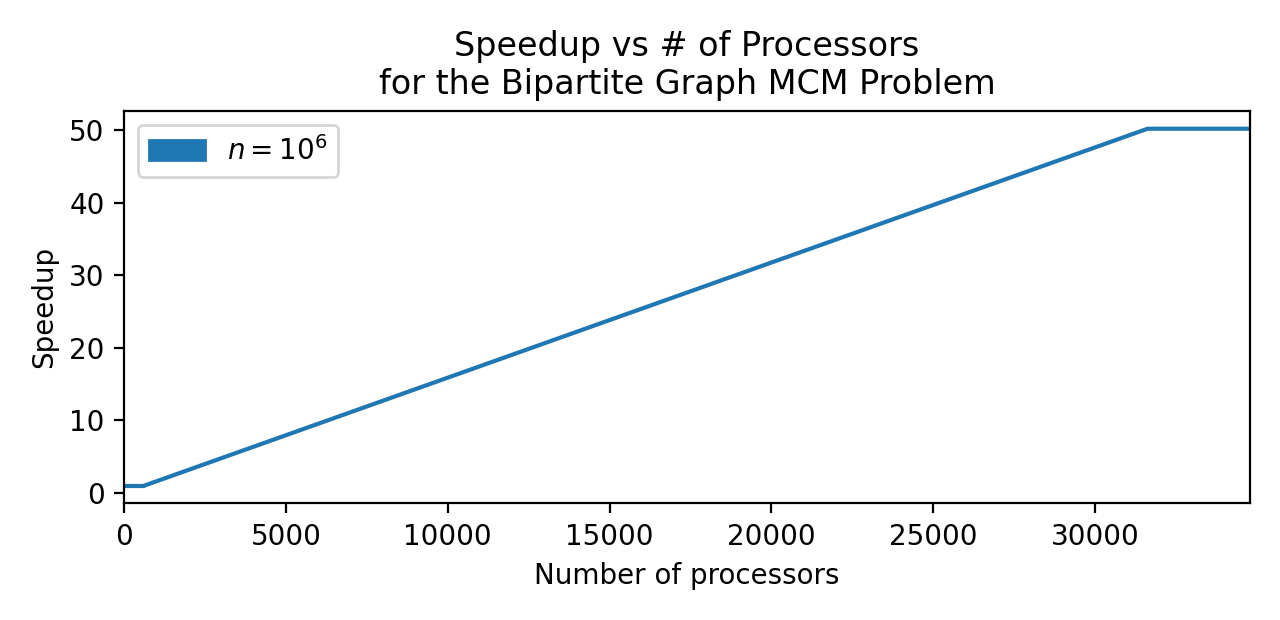 Speedup vs # of Processors
for the Bipartite Graph MCM Problem
n = 10⁶
50
40
30
20
10
0
Speedup
0 5000 10000 15000 20000 25000 30000
Number of processors